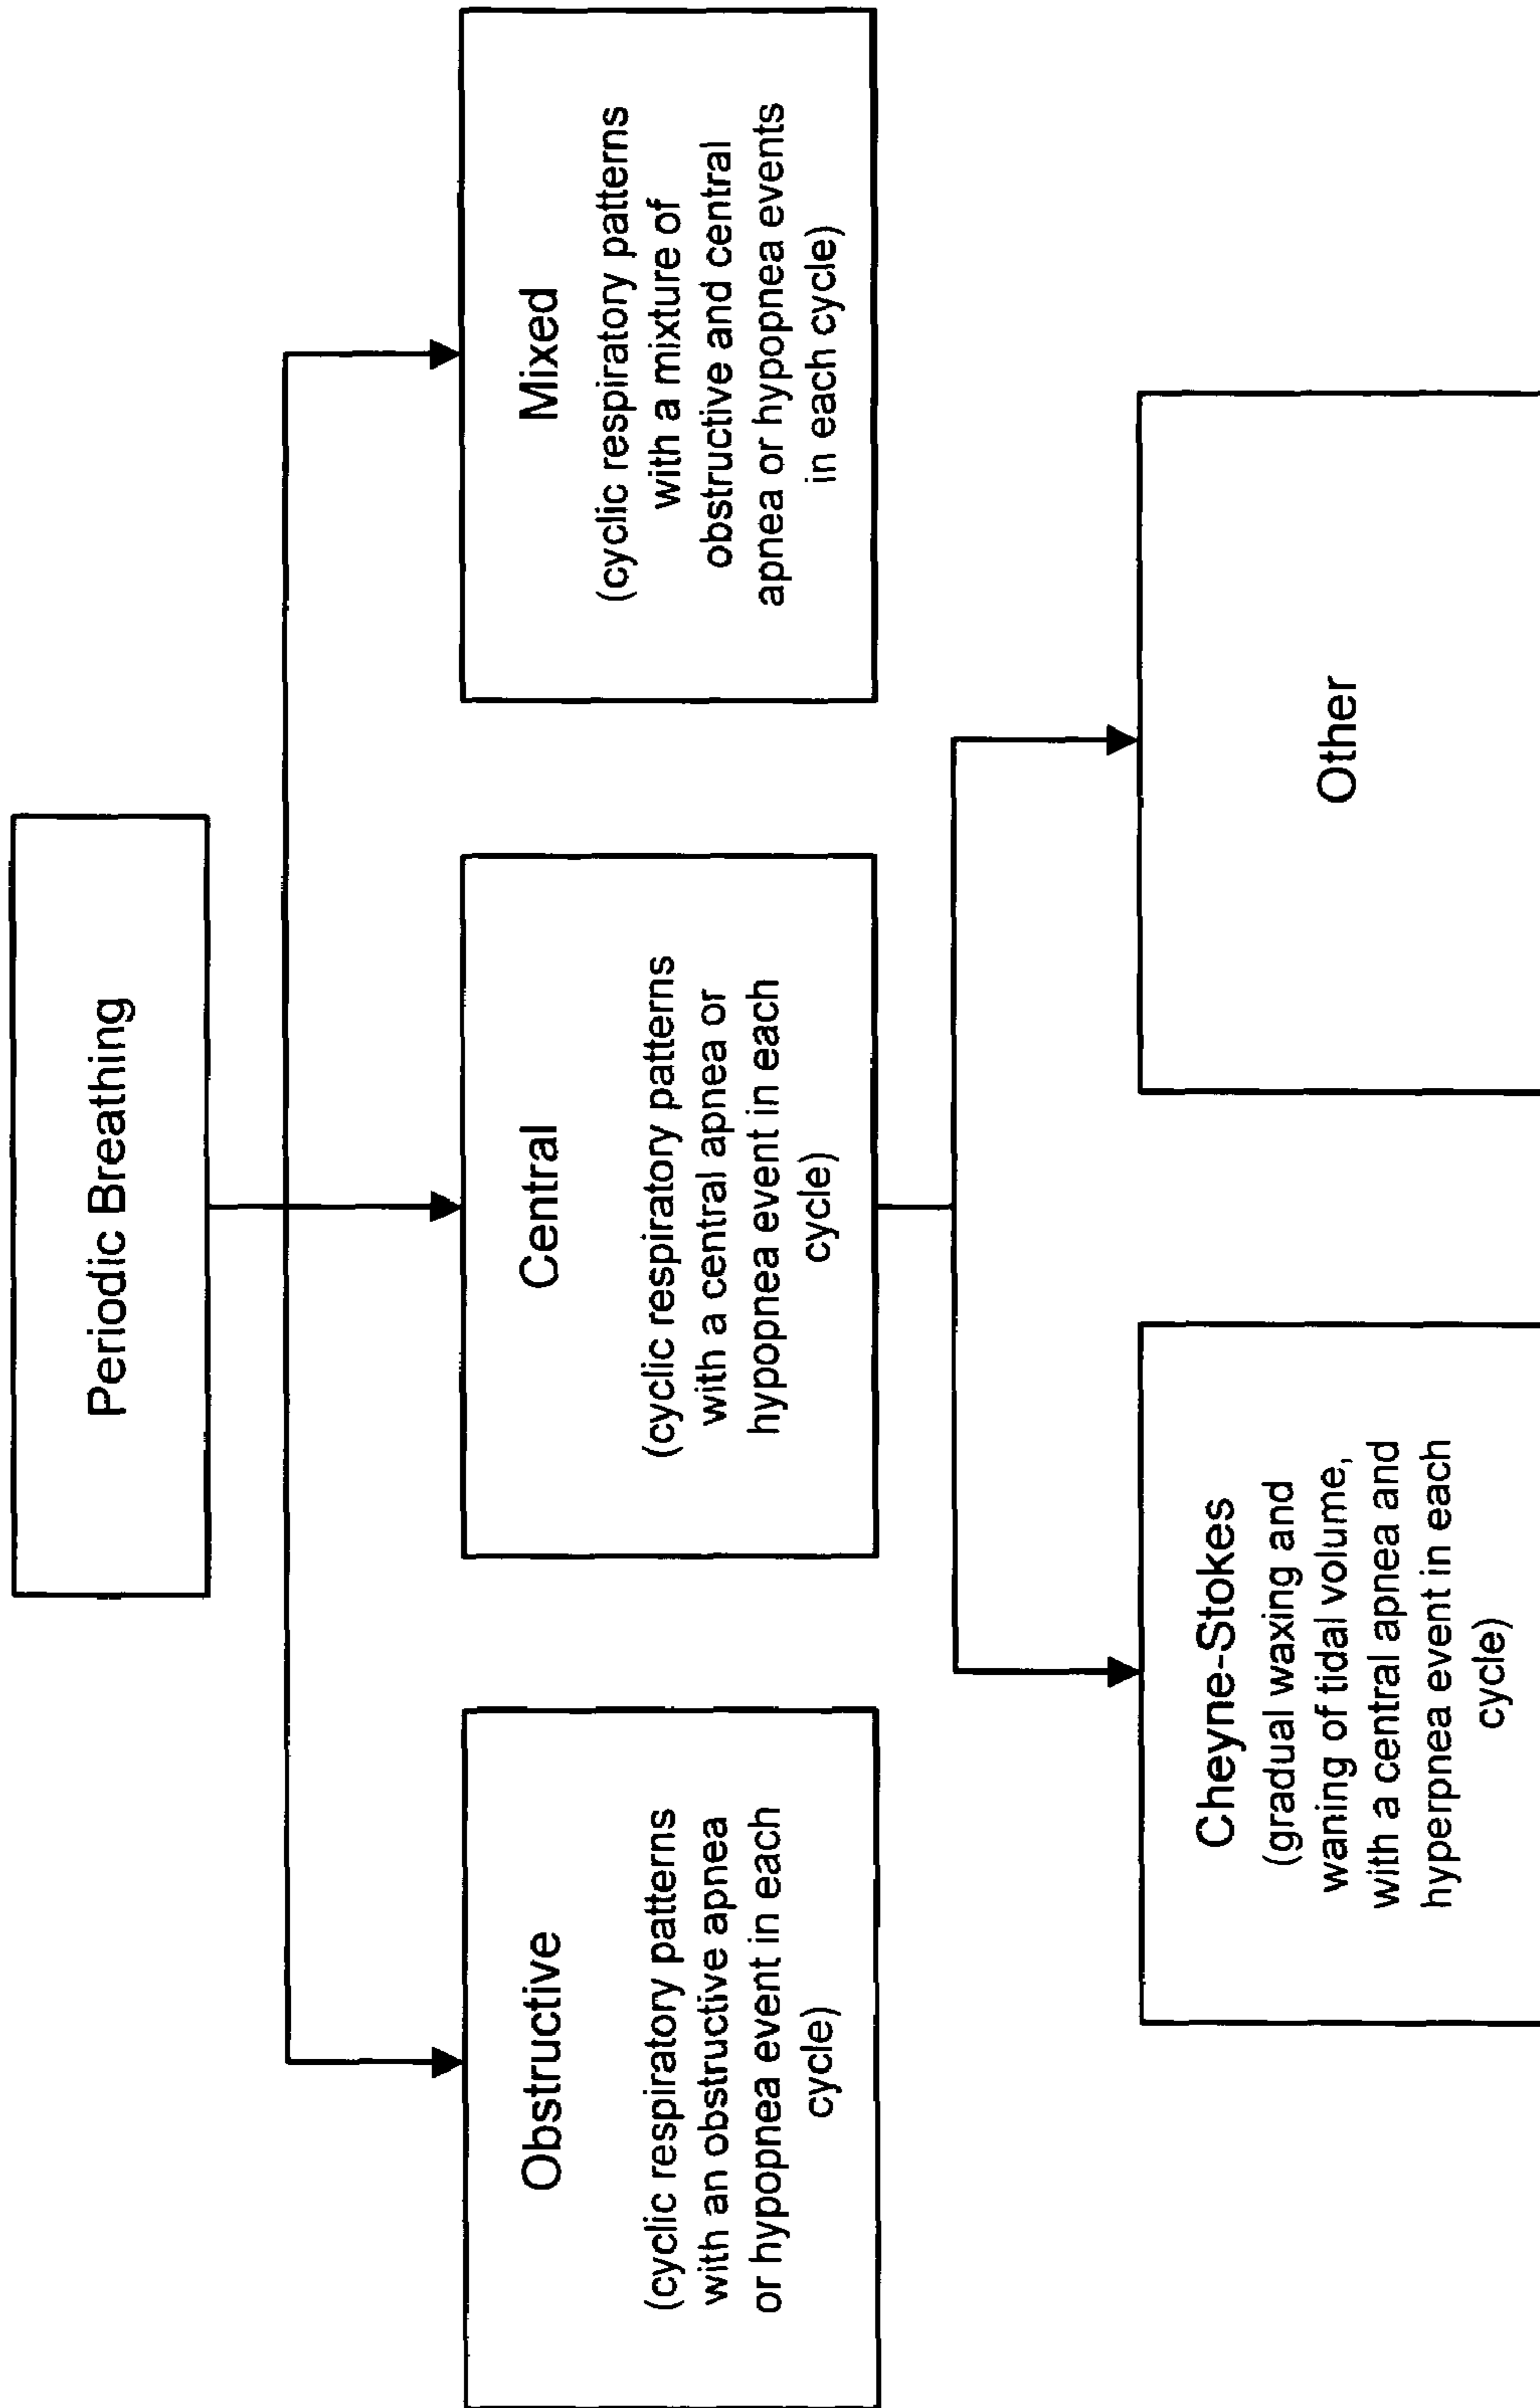 Periodic Breathing
Obstructive
(cyclic respiratory patterns
with an obstructive apnea
or hypopnea event in each
cycle)
Central
(cyclic respiratory patterns
with a central apnea or
hypopnea event in each
cycle)
Mixed
(cyclic respiratory patterns
with a mixture of
obstructive and central
apnea or hypopnea events
in each cycle)
Cheyne-Stokes
(gradual waxing and
waning of tidal volume,
with a central apnea and
hyperpnea event in each
cycle)
Other